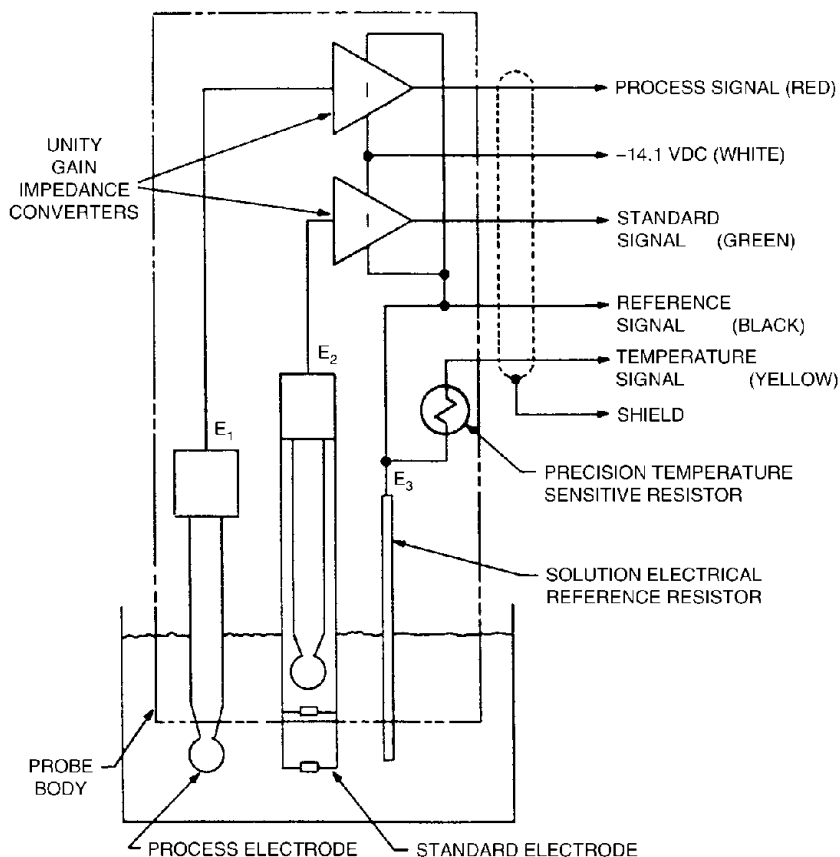 PROCESS SIGNAL (RED)
UNITY
GAIN
IMPEDANCE
CONVERTERS
–14.1 VDC (WHITE)
STANDARD
SIGNAL (GREEN)
REFERENCE
SIGNAL (BLACK)
E2
TEMPERATURE
SIGNAL (YELLOW)
SHIELD
E1
E3
PRECISION TEMPERATURE
SENSITIVE RESISTOR
SOLUTION ELECTRICAL
REFERENCE RESISTOR
PROBE
BODY
PROCESS ELECTRODE
STANDARD ELECTRODE